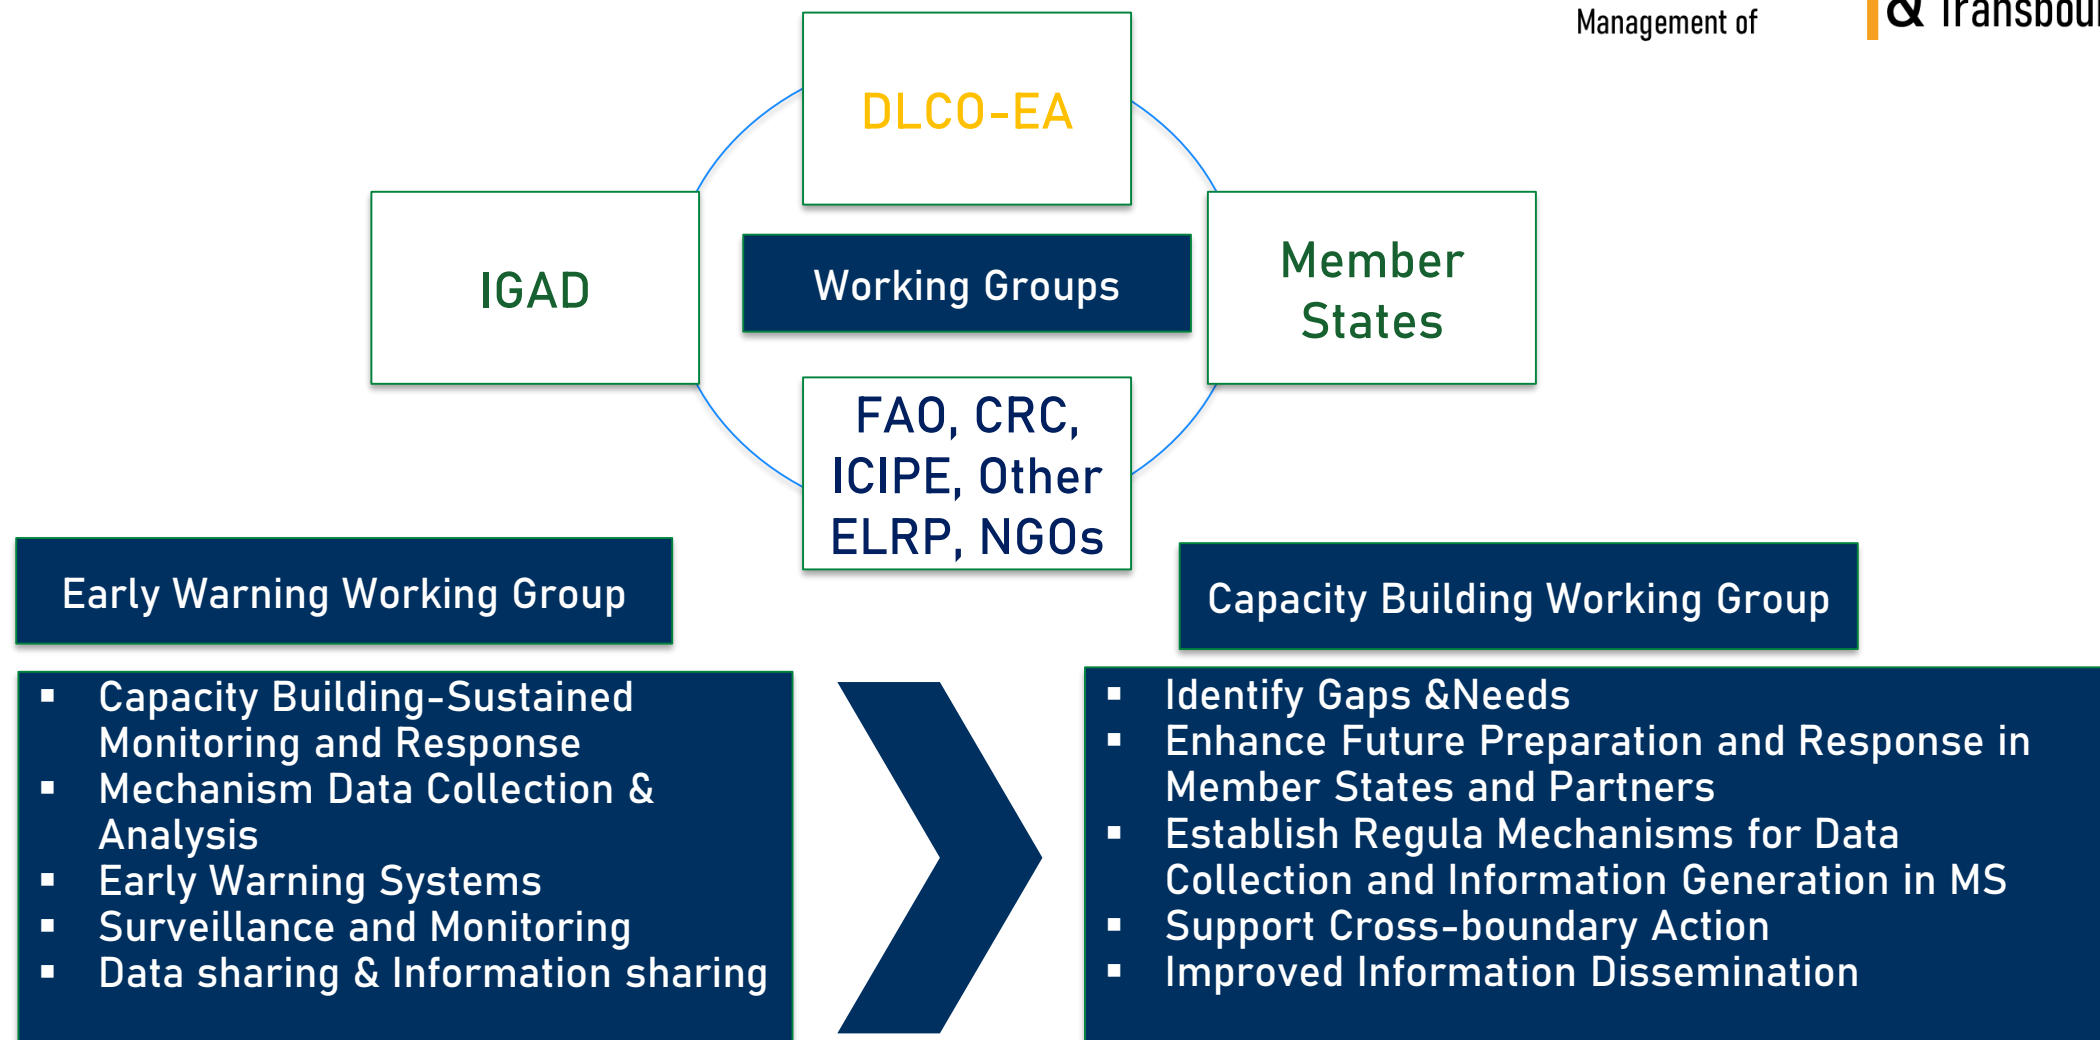 Management of
& Transbou
DLCO-EA
IGAD
Working Groups
Member
States
FAO, CRC,
ICIPE, Other
ELRP, NGOs
Early Warning Working Group
▪ Capacity Building-Sustained
Monitoring and Response
▪ Mechanism Data Collection &
Analysis
▪ Early Warning Systems
▪ Surveillance and Monitoring
▪ Data sharing & Information sharing
Capacity Building Working Group
▪ Identify Gaps &Needs
▪ Enhance Future Preparation and Response in
Member States and Partners
▪ Establish Regula Mechanisms for Data
Collection and Information Generation in MS
▪ Support Cross-boundary Action
▪ Improved Information Dissemination